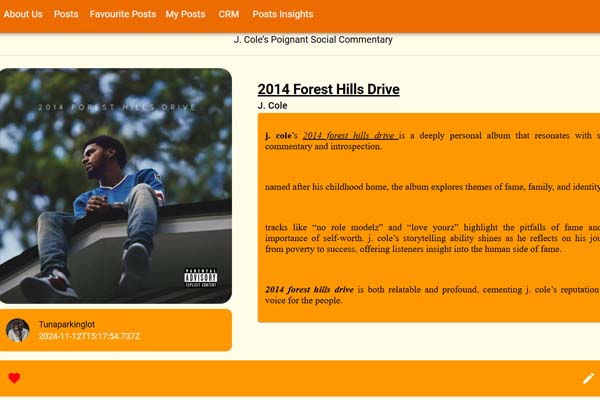 About Us Posts Favourite Posts My Posts CRM Posts Insights
J. Cole's Poignant Social Commentary
2014 FOREST HILLS DRIVE
PARENTAL
ADVISORY
EXPLICIT CONTENT
Tunaparkinglot
2024-11-12T15:17:54.737Z
2014 Forest Hills Drive
J. Cole
j. cole's 2014 forest hills drive is a deeply personal album that resonates with
commentary and introspection.
named after his childhood home, the album explores themes of fame, family, and identity
tracks like “no role modelz” and “love yourz” highlight the pitfalls of fame and
importance of self-worth. j. cole's storytelling ability shines as he reflects on his
from poverty to success, offering listeners insight into the human side of fame.
2014 forest hills drive is both relatable and profound, cementing j. cole's reputation
voice for the people.